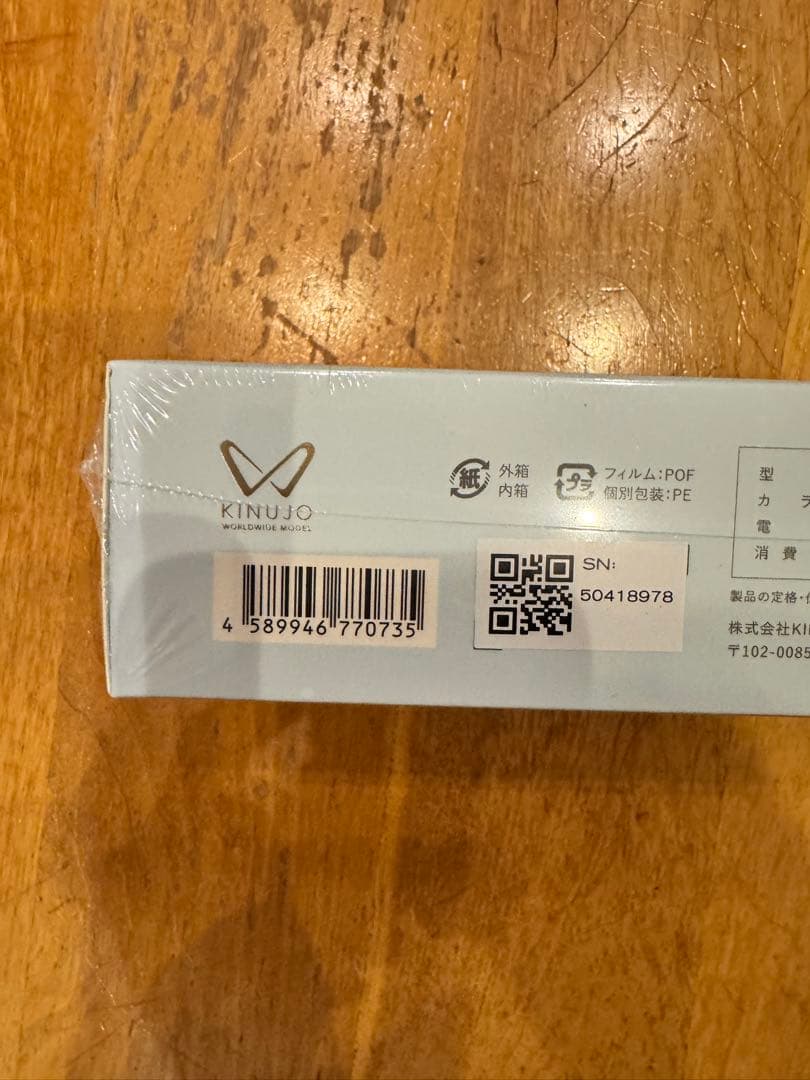 KINUJO
WORLDWIDE MODEL
紙
外箱
内箱
プラ
フィルム:POF
個別包装:PE
型
カ ラ
電
消 費
4 589946 770735
SN:
50418978
製品の定格・
株式会社KI
〒102-0085